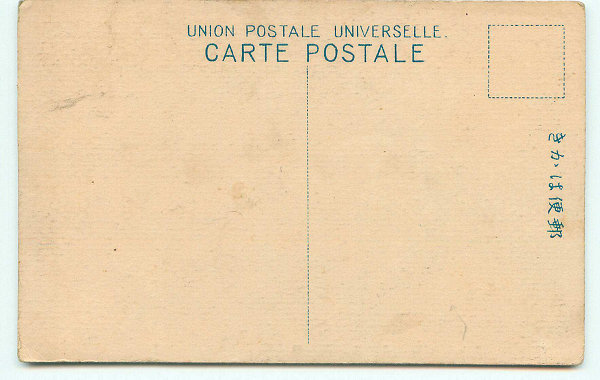 UNION POSTALE UNIVERSELLE.
CARTE POSTALE
郵便はかき